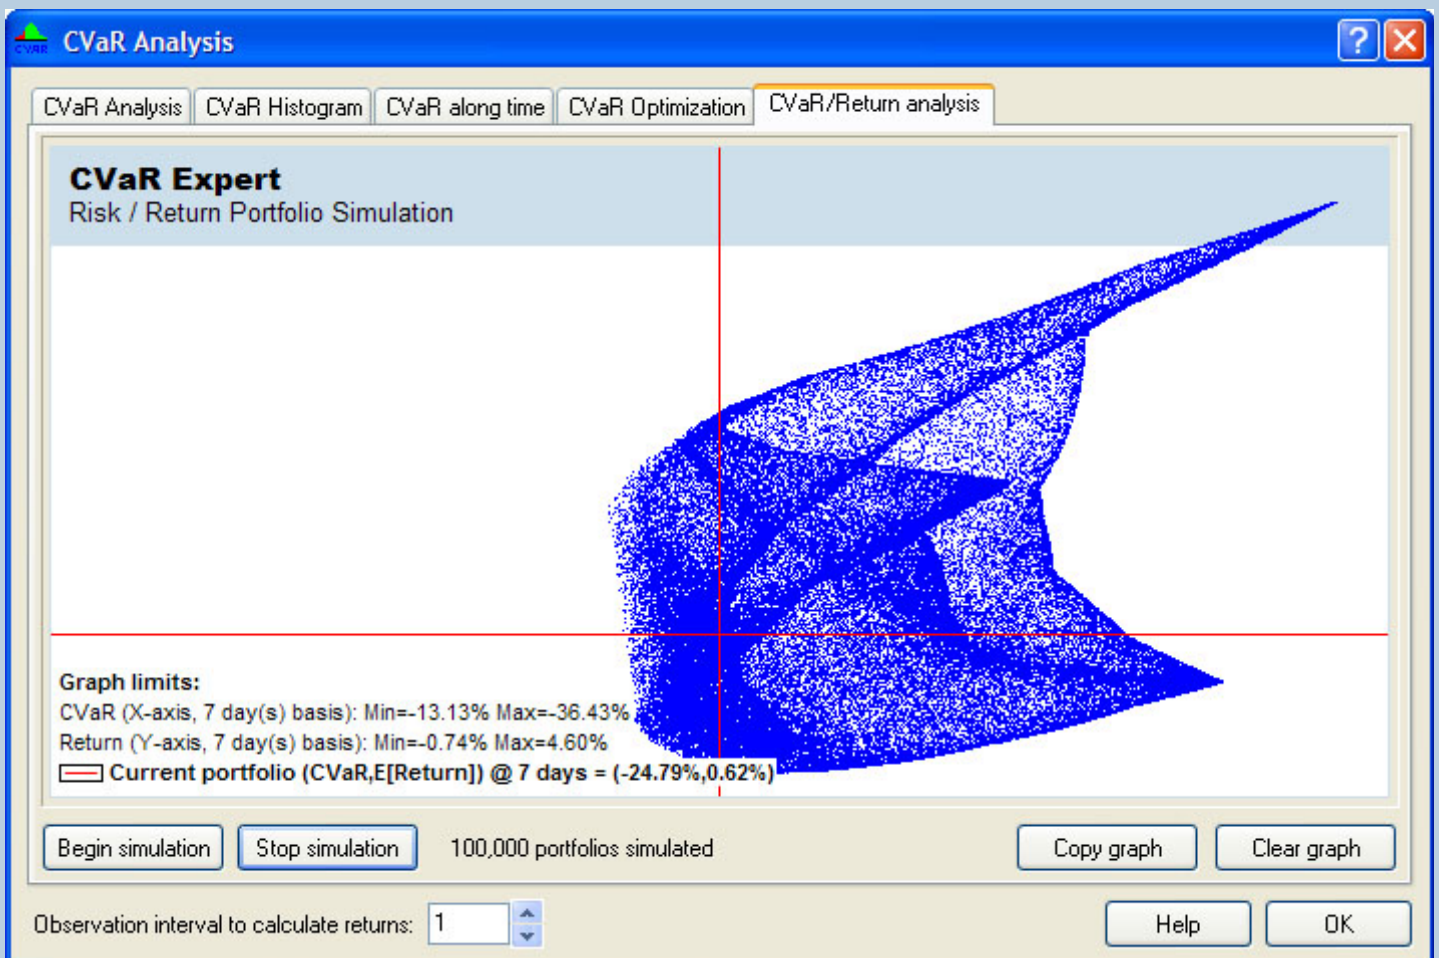 CVaR
CVaR Analysis
CVaR Analysis CVaR Histogram CVaR along time CVaR Optimization CVaR/Return analysis
CVaR Expert
Risk / Return Portfolio Simulation
Graph limits:
CVaR (X-axis, 7 day(s) basis): Min=-13.13% Max=-36.43%
Return (Y-axis, 7 day(s) basis): Min=-0.74% Max=4.60%
Current portfolio (CVaR,E[Return]) @ 7 days = (-24.79%,0.62%)
Begin simulation Stop simulation 100,000 portfolios simulated Copy graph Clear graph
Observation interval to calculate returns: 1 Help OK